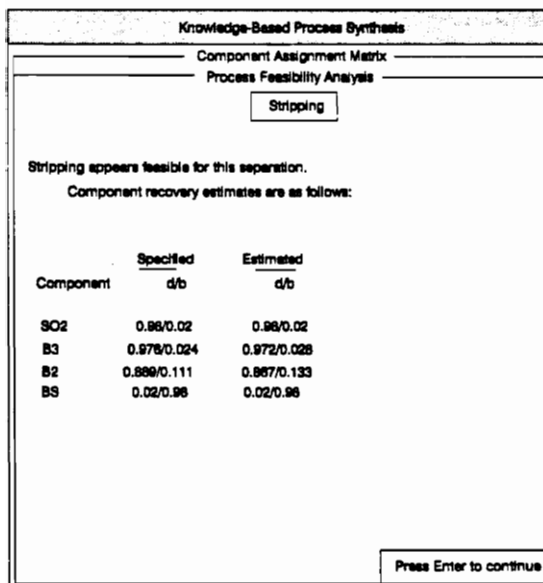 Knowledge-Based Process Synthesis
Component Assignment Matrix
Process Feasibility Analysis
Stripping
Stripping appears feasible for this separation.
Component recovery estimates are as follows:
Specified Estimated
Component d/b d/b
SO2 0.98/0.02 0.98/0.02
B3 0.976/0.024 0.972/0.028
B2 0.889/0.111 0.867/0.133
BS 0.02/0.98 0.02/0.98
Press Enter to continue